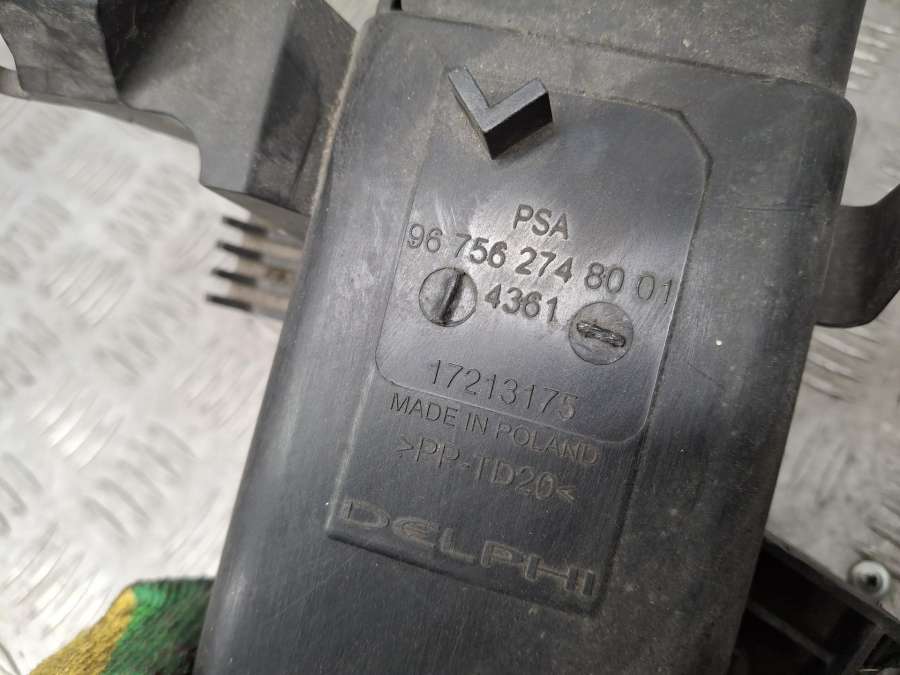 PSA
96 756 274 80 01
4361
17213175
MADE IN POLAND
>PP-TD20<
DELPHI